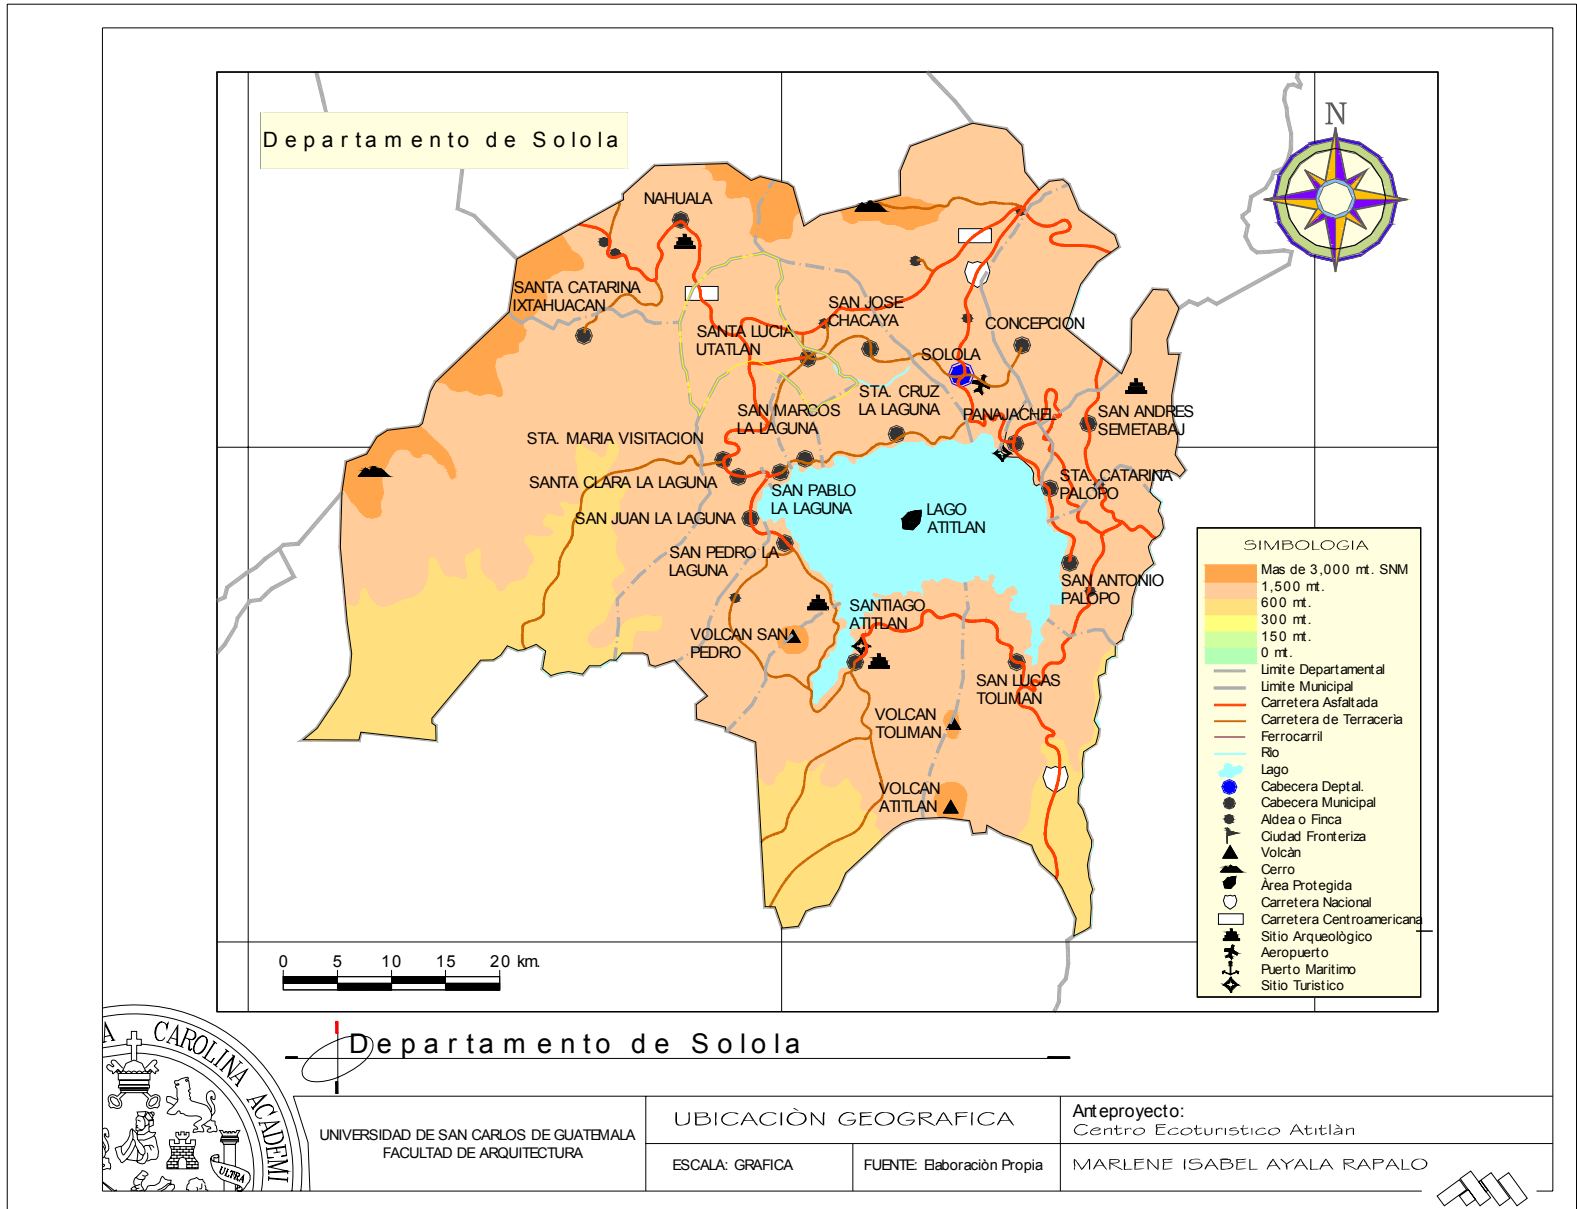 N
Departamento de Solola
NAHUALA
SANTA CATARINA
IXTAHUACAN
SAN JOSE
CHACAYA
SANTA LUCIA
UTATLAN
CONCEPCION
SOLOLA
STA. CRUZ
LA LAGUNA
PANAJACHEL
SAN MARCOS
LA LAGUNA
SAN ANDRES
SEMETABAJ
STA. MARIA VISITACION
SANTA CLARA LA LAGUNA
SAN PABLO
LA LAGUNA
STA. CATARINA
PALOPO
SAN JUAN LA LAGUNA
LAGO
ATITLAN
SAN PEDRO LA
LAGUNA
SAN ANTONIO
PALOPO
SANTIAGO
ATITLAN
VOLCAN SAN
PEDRO
SAN LUCAS
TOLIMAN
VOLCAN
TOLIMAN
VOLCAN
ATITLAN
SIMBOLOGIA
Mas de 3,000 mt. SNM
1,500 mt.
600 mt.
300 mt.
150 mt.
0 mt.
Limite Departamental
Limite Municipal
Carretera Asfaltada
Carretera de Terracerìa
Ferrocarril
Rìo
Lago
Cabecera Deptal.
Cabecera Municipal
Aldea o Finca
Ciudad Fronteriza
Volcàn
Cerro
Àrea Protegida
Carretera Nacional
Carretera Centroamericana
Sitio Arqueològico
Aeropuerto
Puerto Maritimo
Sitio Turistico
0 5 10 15 20 km.
Departamento de Solola
A CAROLINA ACADEMI
ULTRA
UNIVERSIDAD DE SAN CARLOS DE GUATEMALA
FACULTAD DE ARQUITECTURA
UBICACIÒN GEOGRAFICA
ESCALA: GRAFICA
FUENTE: Elaboraciòn Propia
Anteproyecto:
Centro Ecoturistico Atitlàn
MARLENE ISABEL AYALA RAPALO